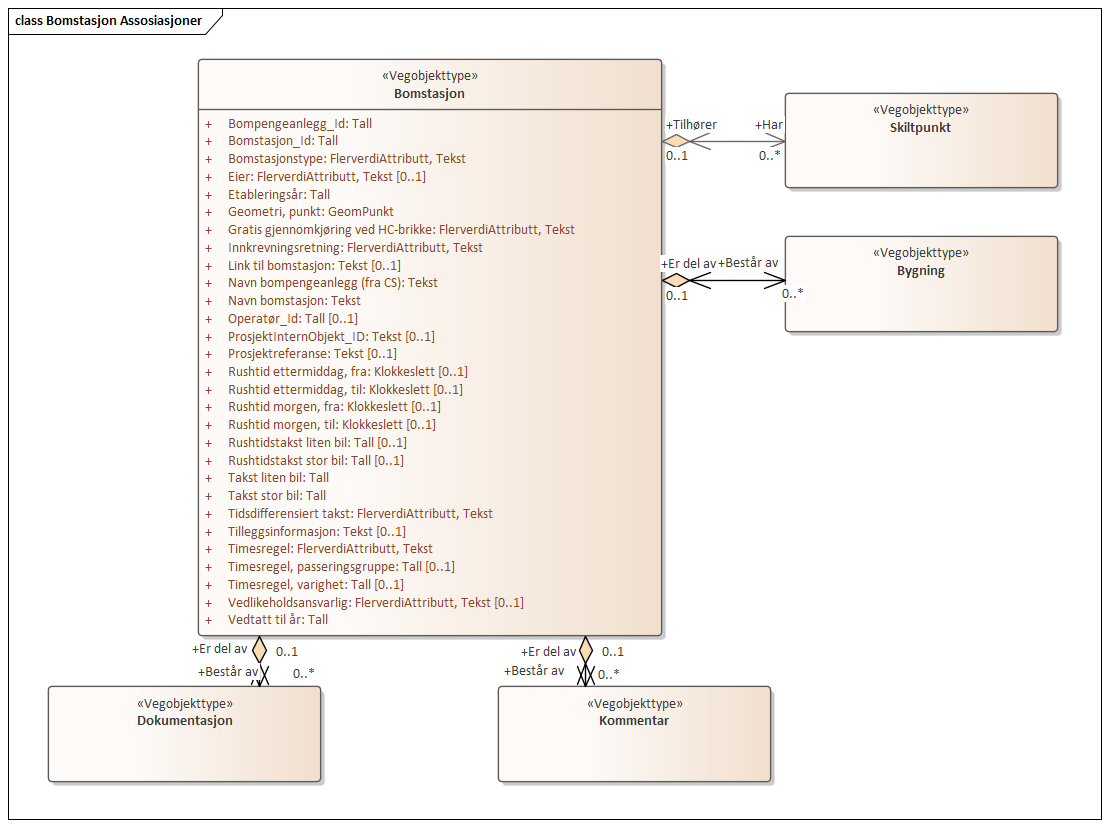 class Bomstasjon Assosiasjoner
«Vegobjekttype»
Bomstasjon
+ Bompengeanlegg_Id: Tall
+ Bomstasjon_Id: Tall
+ Bomstasjonstype: FlerverdiAttributt, Tekst
+ Eier: FlerverdiAttributt, Tekst [0..1]
+ Etableringsår: Tall
+ Geometri, punkt: GeomPunkt
+ Gratis gjennomkjøring ved HC-brikke: FlerverdiAttributt, Tekst
+ Innkrevningsretning: FlerverdiAttributt, Tekst
+ Link til bomstasjon: Tekst [0..1]
+ Navn bompengeanlegg (fra CS): Tekst
+ Navn bomstasjon: Tekst
+ Operatør_Id: Tall [0..1]
+ ProsjektInternObjekt_ID: Tekst [0..1]
+ Prosjektreferanse: Tekst [0..1]
+ Rushtid ettermiddag, fra: Klokkeslett [0..1]
+ Rushtid ettermiddag, til: Klokkeslett [0..1]
+ Rushtid morgen, fra: Klokkeslett [0..1]
+ Rushtid morgen, til: Klokkeslett [0..1]
+ Rushtidstakst liten bil: Tall [0..1]
+ Rushtidstakst stor bil: Tall [0..1]
+ Takst liten bil: Tall
+ Takst stor bil: Tall
+ Tidsdifferensiert takst: FlerverdiAttributt, Tekst
+ Tilleggsinformasjon: Tekst [0..1]
+ Timesregel: FlerverdiAttributt, Tekst
+ Timesregel, passeringsgruppe: Tall [0..1]
+ Timesregel, varighet: Tall [0..1]
+ Vedlikeholdsansvarlig: FlerverdiAttributt, Tekst [0..1]
+ Vedtatt til år: Tall
+Tilhører +Har
0..1 0..*
«Vegobjekttype»
Skiltpunkt
+Er del av +Består av
0..1 0..*
«Vegobjekttype»
Bygning
+Er del av 0..1
+Består av 0..*
«Vegobjekttype»
Dokumentasjon
+Er del av 0..1
+Består av 0..*
«Vegobjekttype»
Kommentar